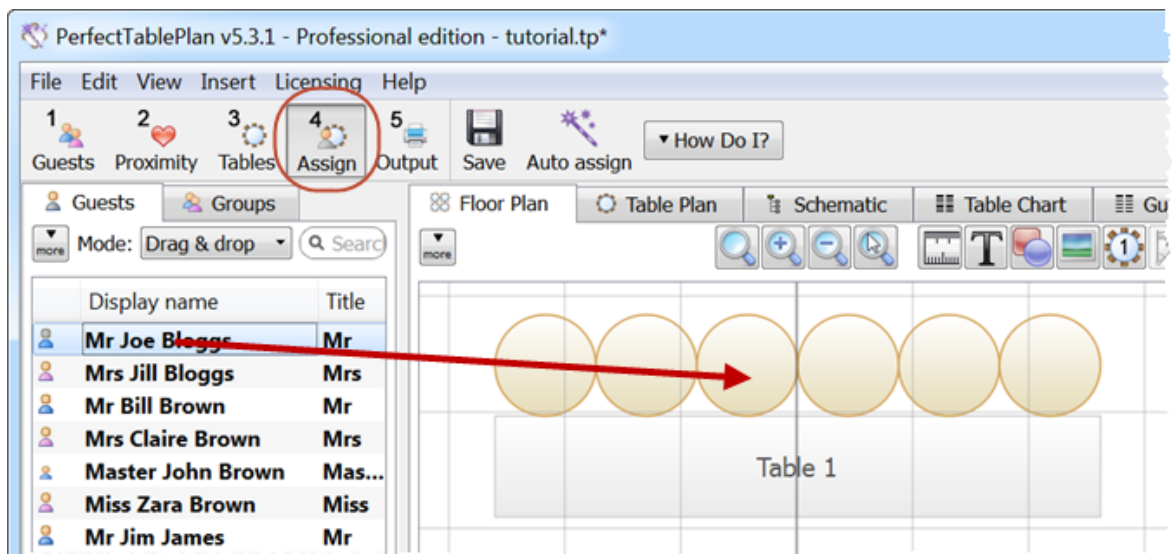 PerfectTablePlan v5.3.1 - Professional edition - tutorial.tp*
File Edit View Insert Licensing Help
1 2 3 4 5
Guests Proximity Tables Assign Output Save Auto assign ▼ How Do I?
Guests Groups Floor Plan Table Plan Schematic Table Chart Gu
more Mode: Drag & drop Searc more T 1
Display name Title
Mr Joe Bloggs Mr
Mrs Jill Bloggs Mrs
Mr Bill Brown Mr
Mrs Claire Brown Mrs
Master John Brown Mas...
Miss Zara Brown Miss
Mr Jim James Mr
Table 1